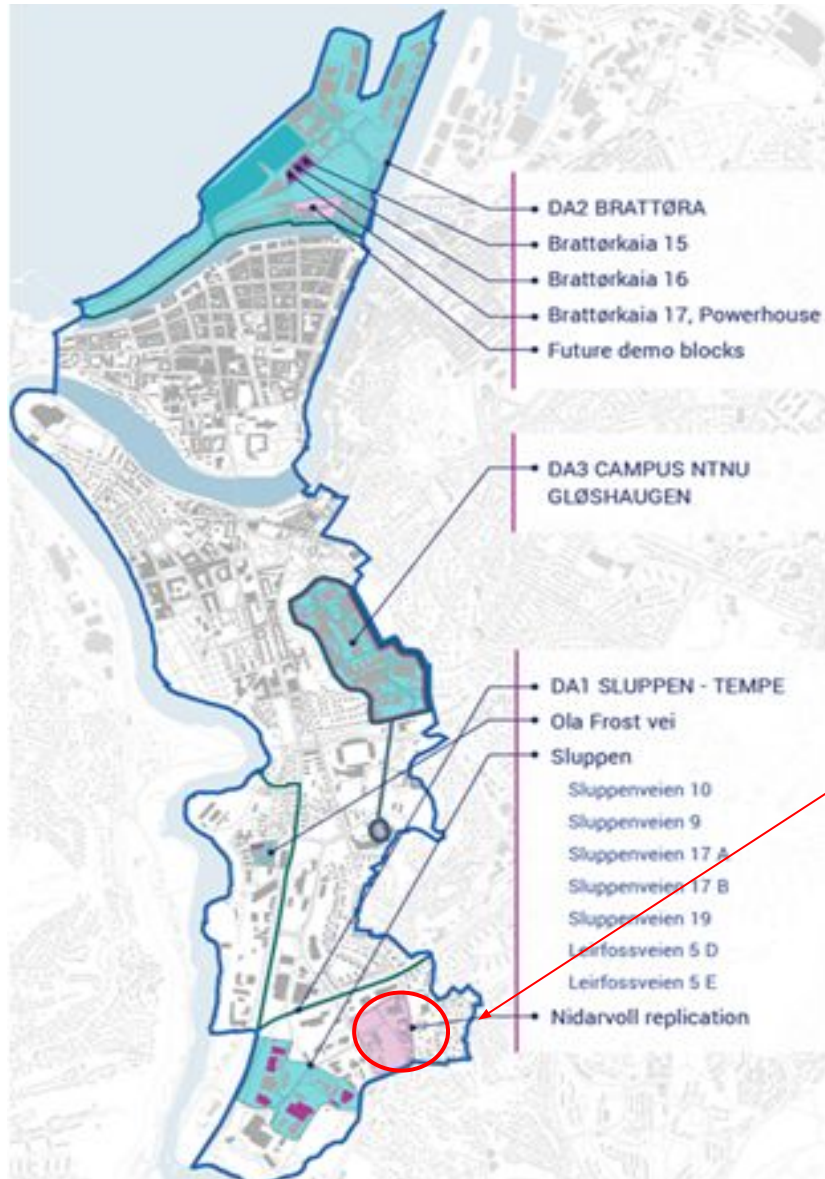 DA2 BRATTØRA
Brattørkaia 15
Brattørkaia 16
Brattørkaia 17, Powerhouse
Future demo blocks
DA3 CAMPUS NTNU
GLØSHAUGEN
DA1 SLUPPEN - TEMPE
Ola Frost vei
Sluppen
Sluppenveien 10
Sluppenveien 9
Sluppenveien 17 A
Sluppenveien 17 B
Sluppenveien 19
Leirfossveien 5 D
Leirfossveien 5 E
Nidarvoll replication